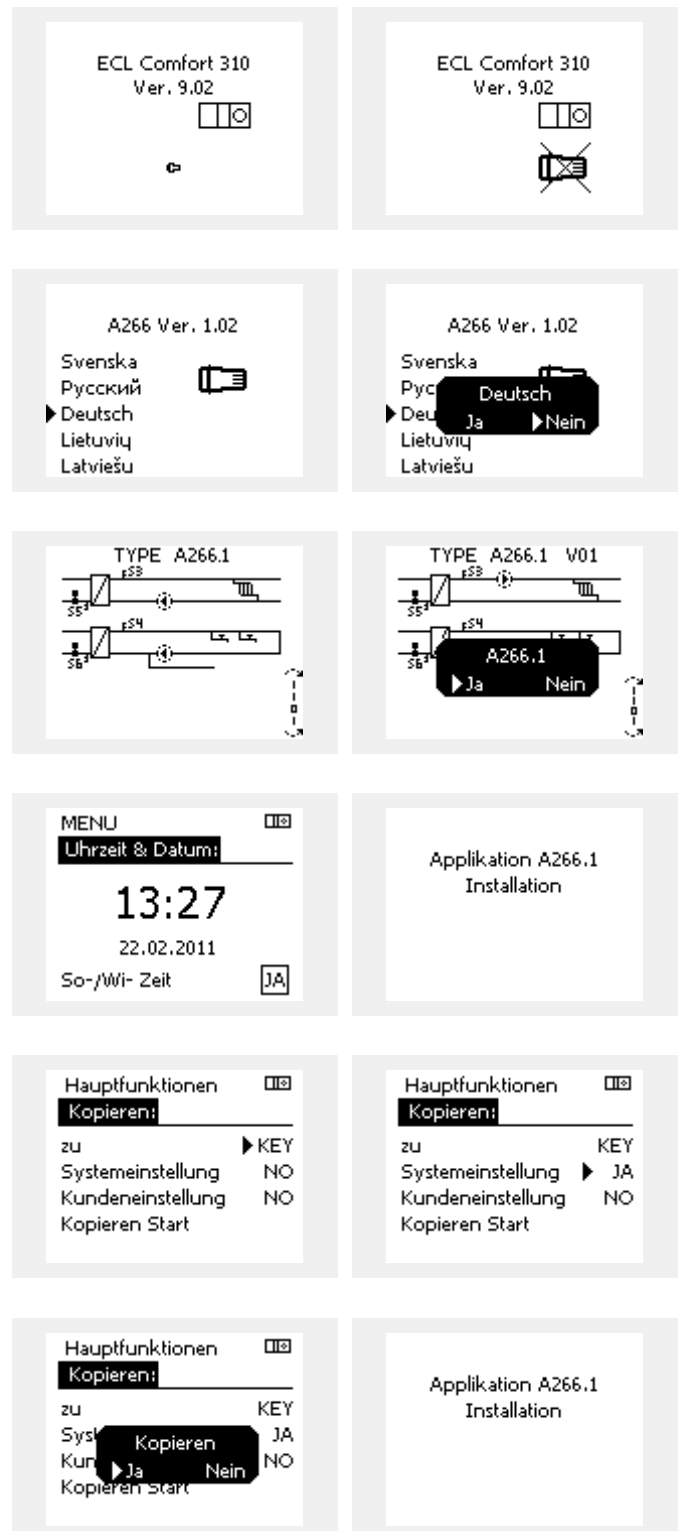 ECL Comfort 310
Ver. 9.02
ECL Comfort 310
Ver. 9.02
A266 Ver. 1.02
Svenska
Русский
Deutsch
Lietuvių
Latviešu
A266 Ver. 1.02
Svenska
Deutsch
Ja Nein
Lietuvių
Latviešu
TYPE A266.1
S3
S5
S4
S6
TYPE A266.1 V01
S3
S5
S4
A266.1
S6
Ja Nein
MENU
Uhrzeit & Datum:
13:27
22.02.2011
So-/Wi- Zeit JA
Applikation A266.1
Installation
Hauptfunktionen
Kopieren:
zu KEY
Systemeinstellung NO
Kundeneinstellung NO
Kopieren Start
Hauptfunktionen
Kopieren:
zu KEY
Systemeinstellung JA
Kundeneinstellung NO
Kopieren Start
Hauptfunktionen
Kopieren:
zu KEY
Syst JA
Kopieren
Kun NO
Ja Nein
Kopieren Start
Applikation A266.1
Installation